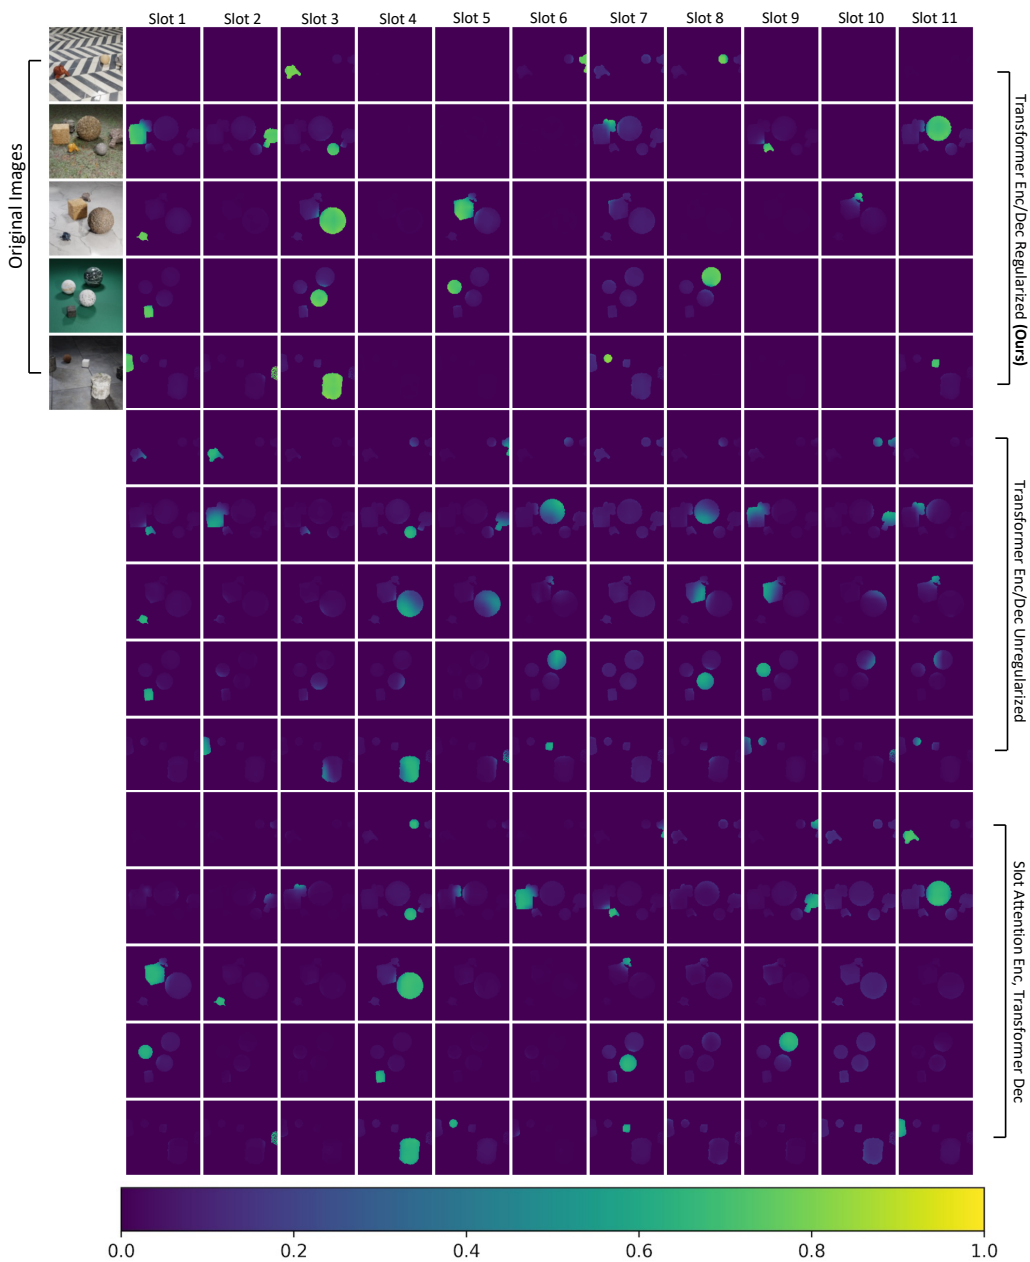 Slot 1 Slot 2 Slot 3 Slot 4 Slot 5 Slot 6 Slot 7 Slot 8 Slot 9 Slot 10 Slot 11
Original Images
Transformer Enc/Dec Regularized (Ours)
Transformer Enc/Dec Unregularized
Slot Attention Enc, Transformer Dec
0.0 0.2 0.4 0.6 0.8 1.0